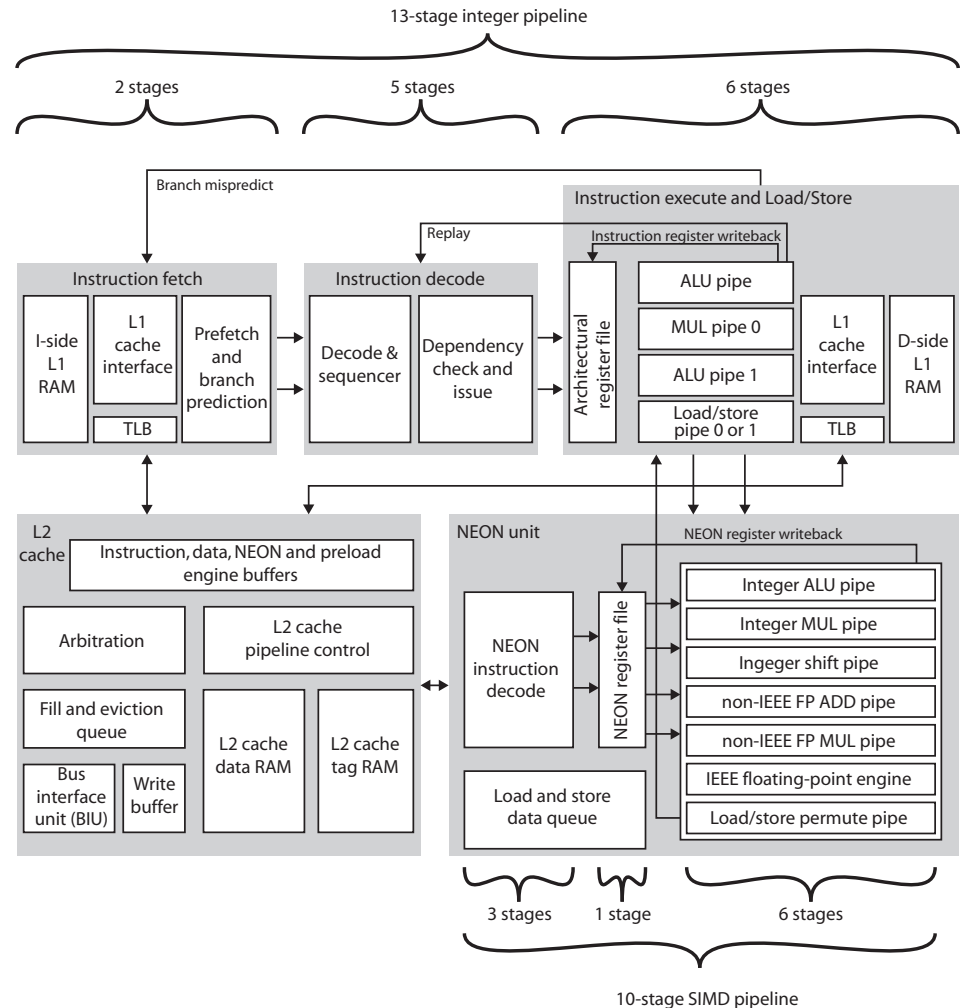 13-stage integer pipeline
2 stages
5 stages
6 stages
Branch mispredict
Instruction execute and Load/Store
Replay
Instruction register writeback
Instruction fetch
I-side
L1
RAM
L1
cache
interface
TLB
Prefetch
and
branch
prediction
Instruction decode
Decode &
sequencer
Dependency
check and
issue
Architectural
register file
ALU pipe
MUL pipe 0
ALU pipe 1
Load/store
pipe 0 or 1
L1
cache
interface
TLB
D-side
L1
RAM
L2
cache
Instruction, data, NEON and preload
engine buffers
Arbitration
L2 cache
pipeline control
Fill and eviction
queue
L2 cache
data RAM
L2 cache
tag RAM
Bus
interface
unit (BIU)
Write
buffer
NEON unit
NEON register writeback
NEON
instruction
decode
NEON register file
Integer ALU pipe
Integer MUL pipe
Ingeger shift pipe
non-IEEE FP ADD pipe
non-IEEE FP MUL pipe
IEEE floating-point engine
Load/store permute pipe
Load and store
data queue
3 stages
1 stage
6 stages
10-stage SIMD pipeline